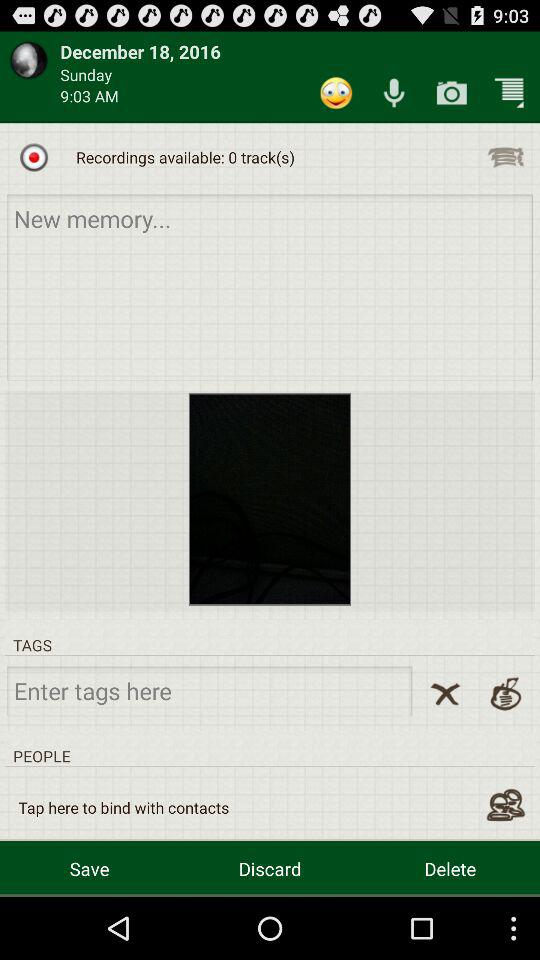 9:03
December 18, 2016
Sunday
9:03 AM
Recordings available: 0 track(s)
New memory...
TAGS
Enter tags here
PEOPLE
Tap here to bind with contacts
Save
Discard
Delete